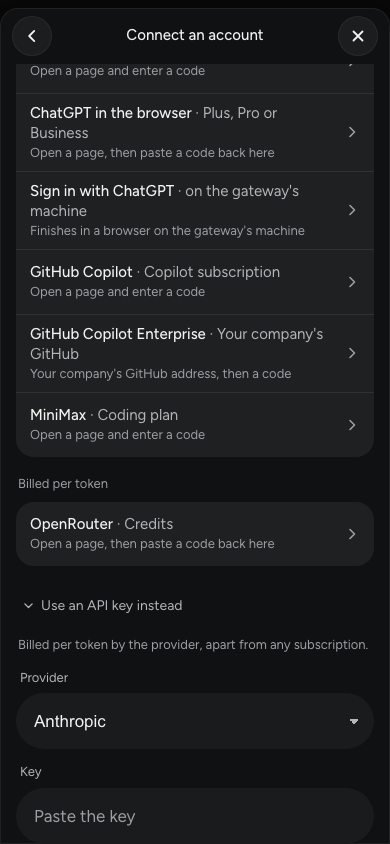 Connect an account
Open a page and enter a code
ChatGPT in the browser · Plus, Pro or
Business
Open a page, then paste a code back here
Sign in with ChatGPT · on the gateway's
machine
Finishes in a browser on the gateway's machine
GitHub Copilot · Copilot subscription
Open a page and enter a code
GitHub Copilot Enterprise · Your company's
GitHub
Your company's GitHub address, then a code
MiniMax · Coding plan
Open a page and enter a code
Billed per token
OpenRouter · Credits
Open a page, then paste a code back here
Use an API key instead
Billed per token by the provider, apart from any subscription.
Provider
Anthropic
Key
Paste the key